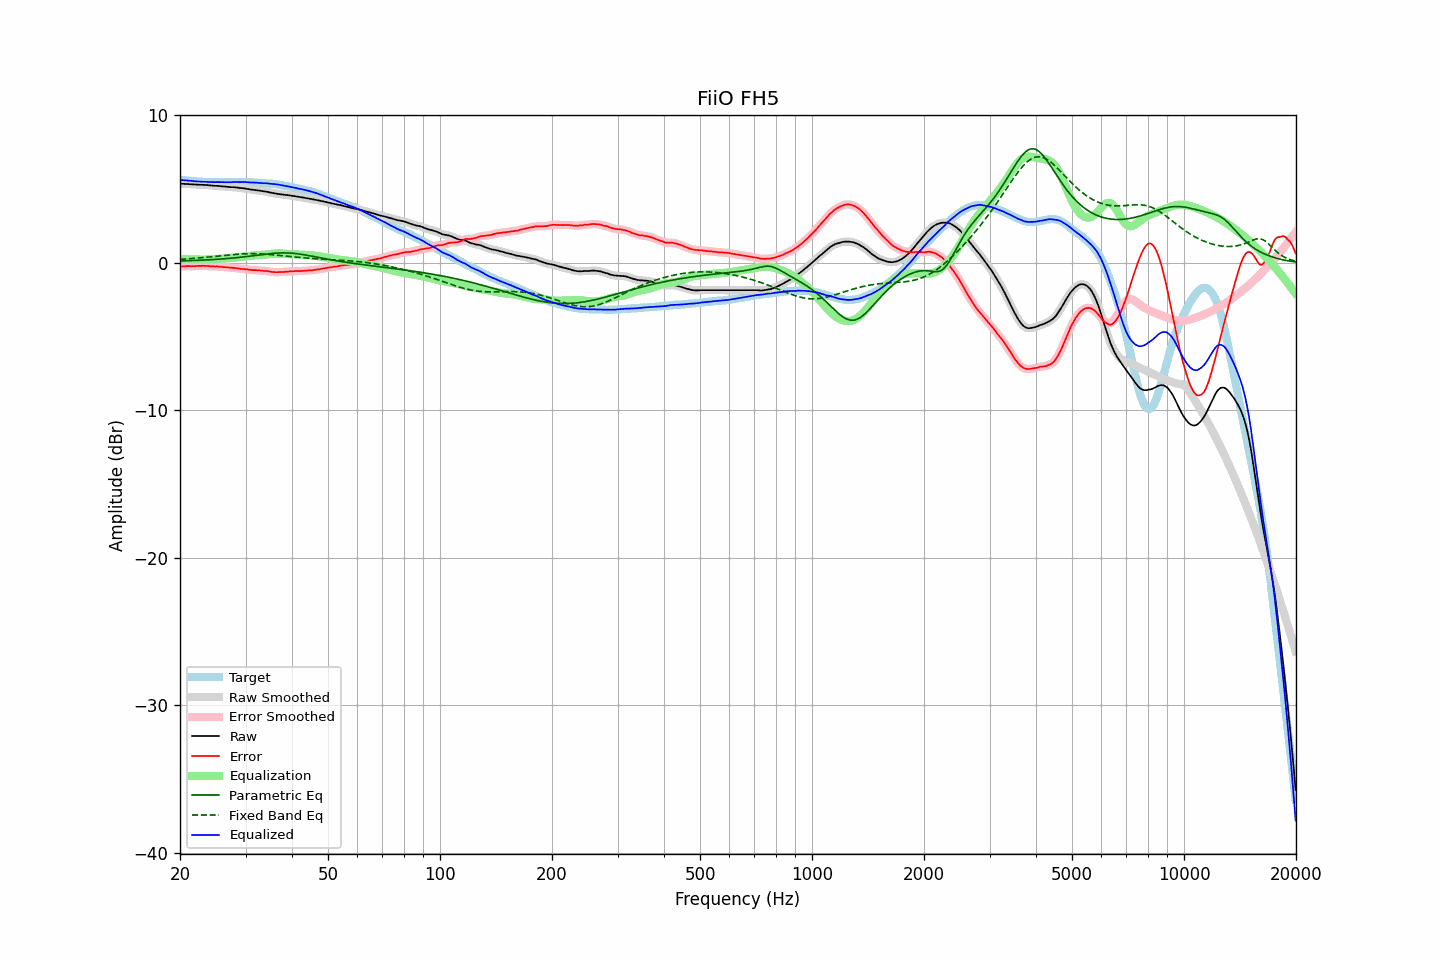 FiiO FH5
10
0
−10
−20
−30
−40
Amplitude (dBr)
Target
Raw Smoothed
Error Smoothed
Raw
Error
Equalization
Parametric Eq
Fixed Band Eq
Equalized
20
50
100
200
500
1000
2000
5000
10000
20000
Frequency (Hz)